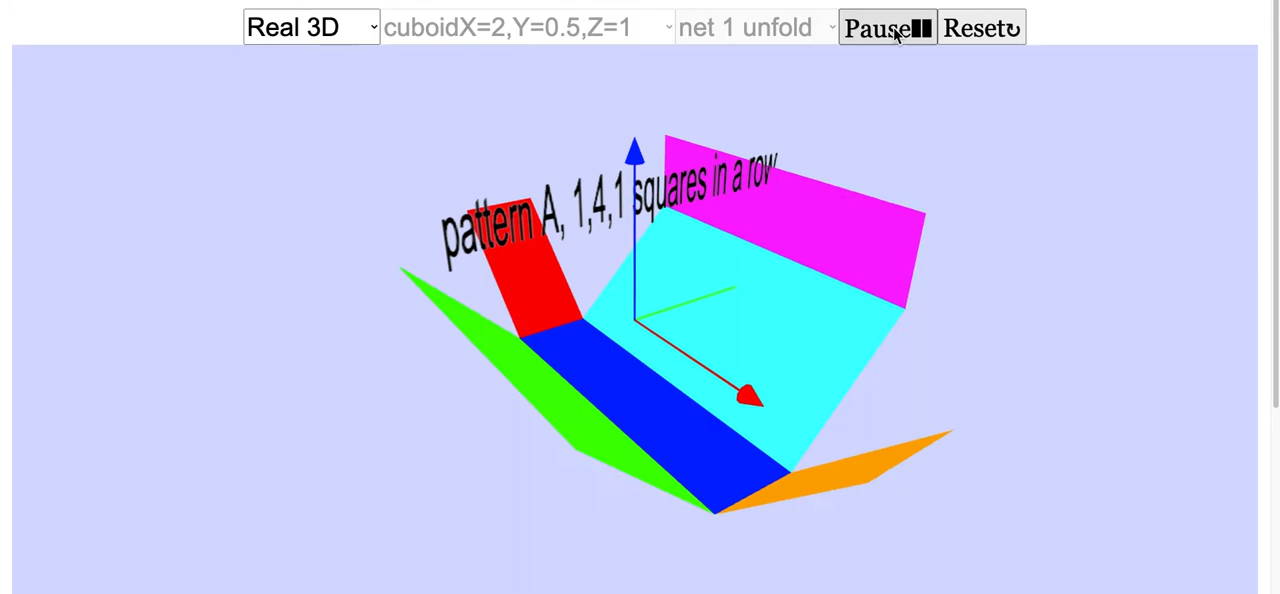 Real 3D cuboidX=2,Y=0.5,Z=1 net 1 unfold Pause Reset↻
pattern A, 1,4,1 squares in a row